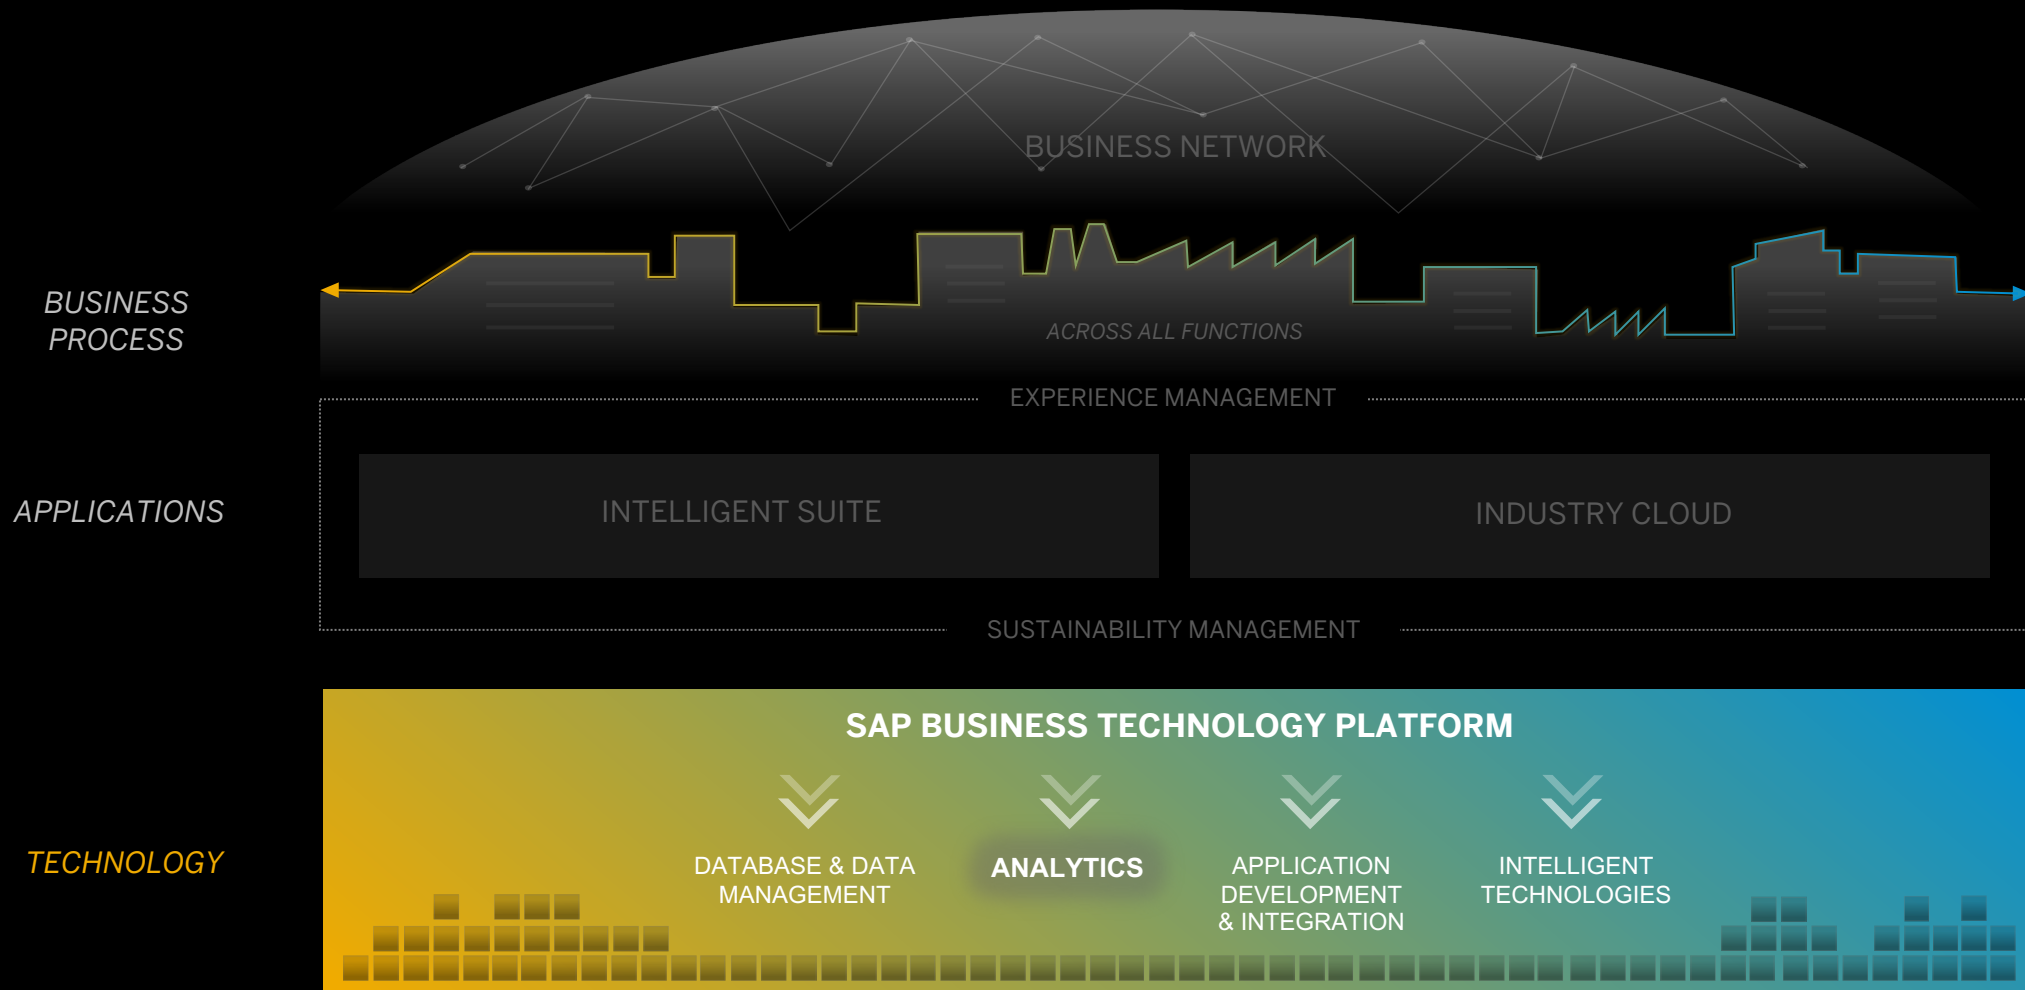 BUSINESS NETWORK
BUSINESS
PROCESS
ACROSS ALL FUNCTIONS
EXPERIENCE MANAGEMENT
APPLICATIONS
INTELLIGENT SUITE
INDUSTRY CLOUD
SUSTAINABILITY MANAGEMENT
SAP BUSINESS TECHNOLOGY PLATFORM
TECHNOLOGY
DATABASE & DATA
MANAGEMENT
ANALYTICS
APPLICATION
DEVELOPMENT
& INTEGRATION
INTELLIGENT
TECHNOLOGIES